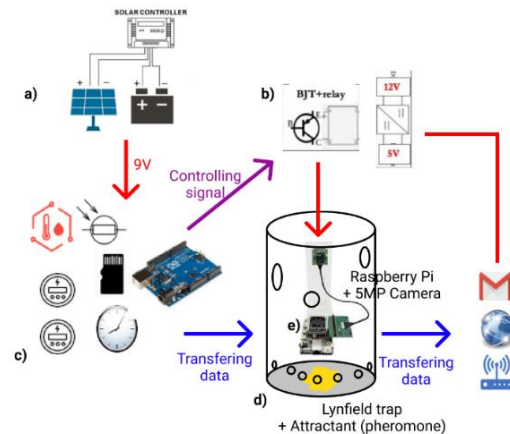 SOLAR CONTROLLER
a)
+ − + −
+ −
b)
BJT+relay
B
E
C
12V
5V
9V
Controlling
signal
Raspberry Pi
+ 5MP Camera
e)
c)
Transfering
data
Transfering
data
d)
Lynfield trap
+ Attractant (pheromone)